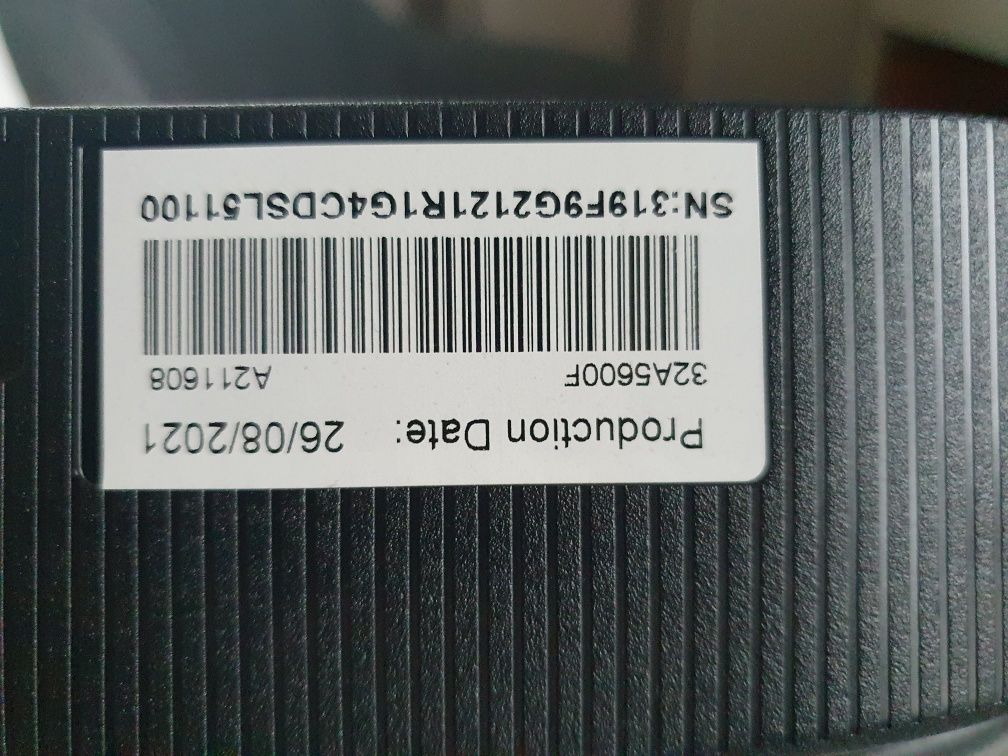 Production Date: 26/08/2021
32A5600F A211608
SN:319F9G2121R1G4CDSL51100